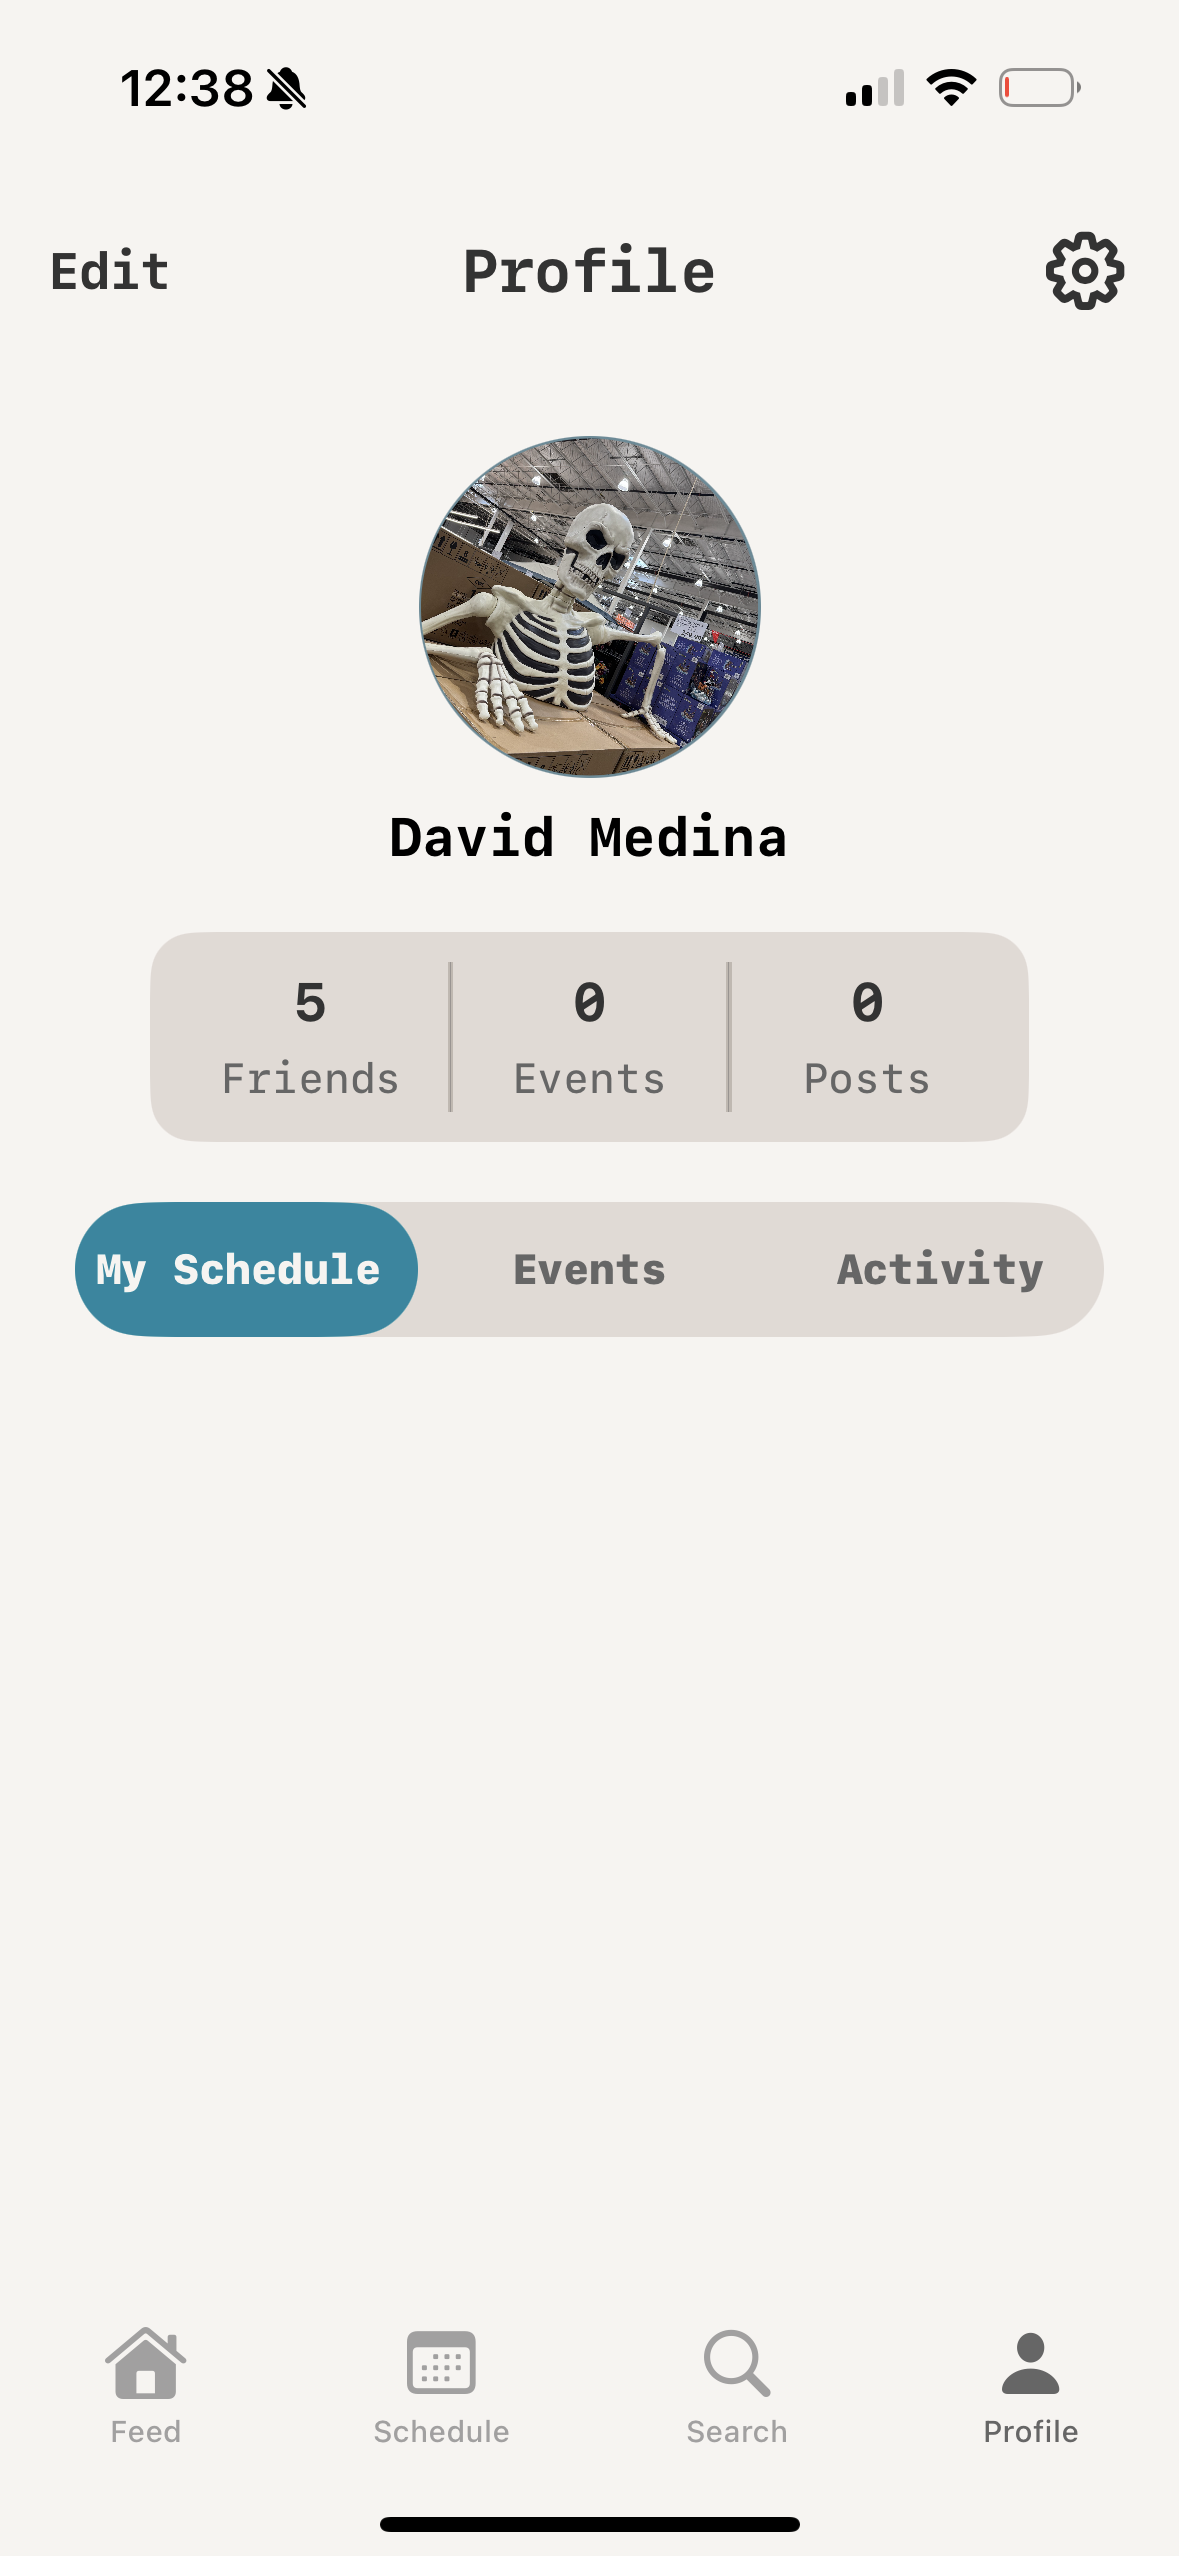 12:38
Edit Profile
David Medina
5 0 0
Friends Events Posts
My Schedule Events Activity
Feed Schedule Search Profile